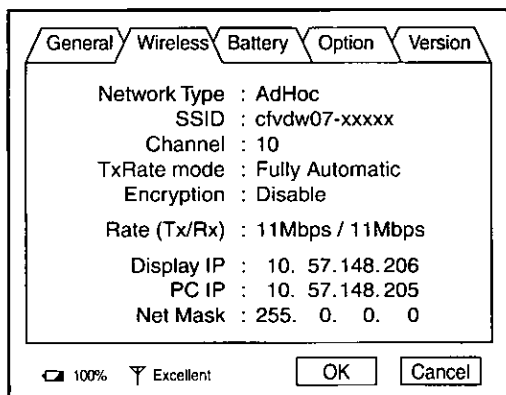 General Wireless Battery Option Version
Network Type : AdHoc
SSID : cfvdw07-xxxxx
Channel : 10
TxRate mode : Fully Automatic
Encryption : Disable
Rate (Tx/Rx) : 11Mbps / 11Mbps
Display IP : 10. 57.148.206
PC IP : 10. 57.148.205
Net Mask : 255. 0. 0. 0
100% Excellent OK Cancel